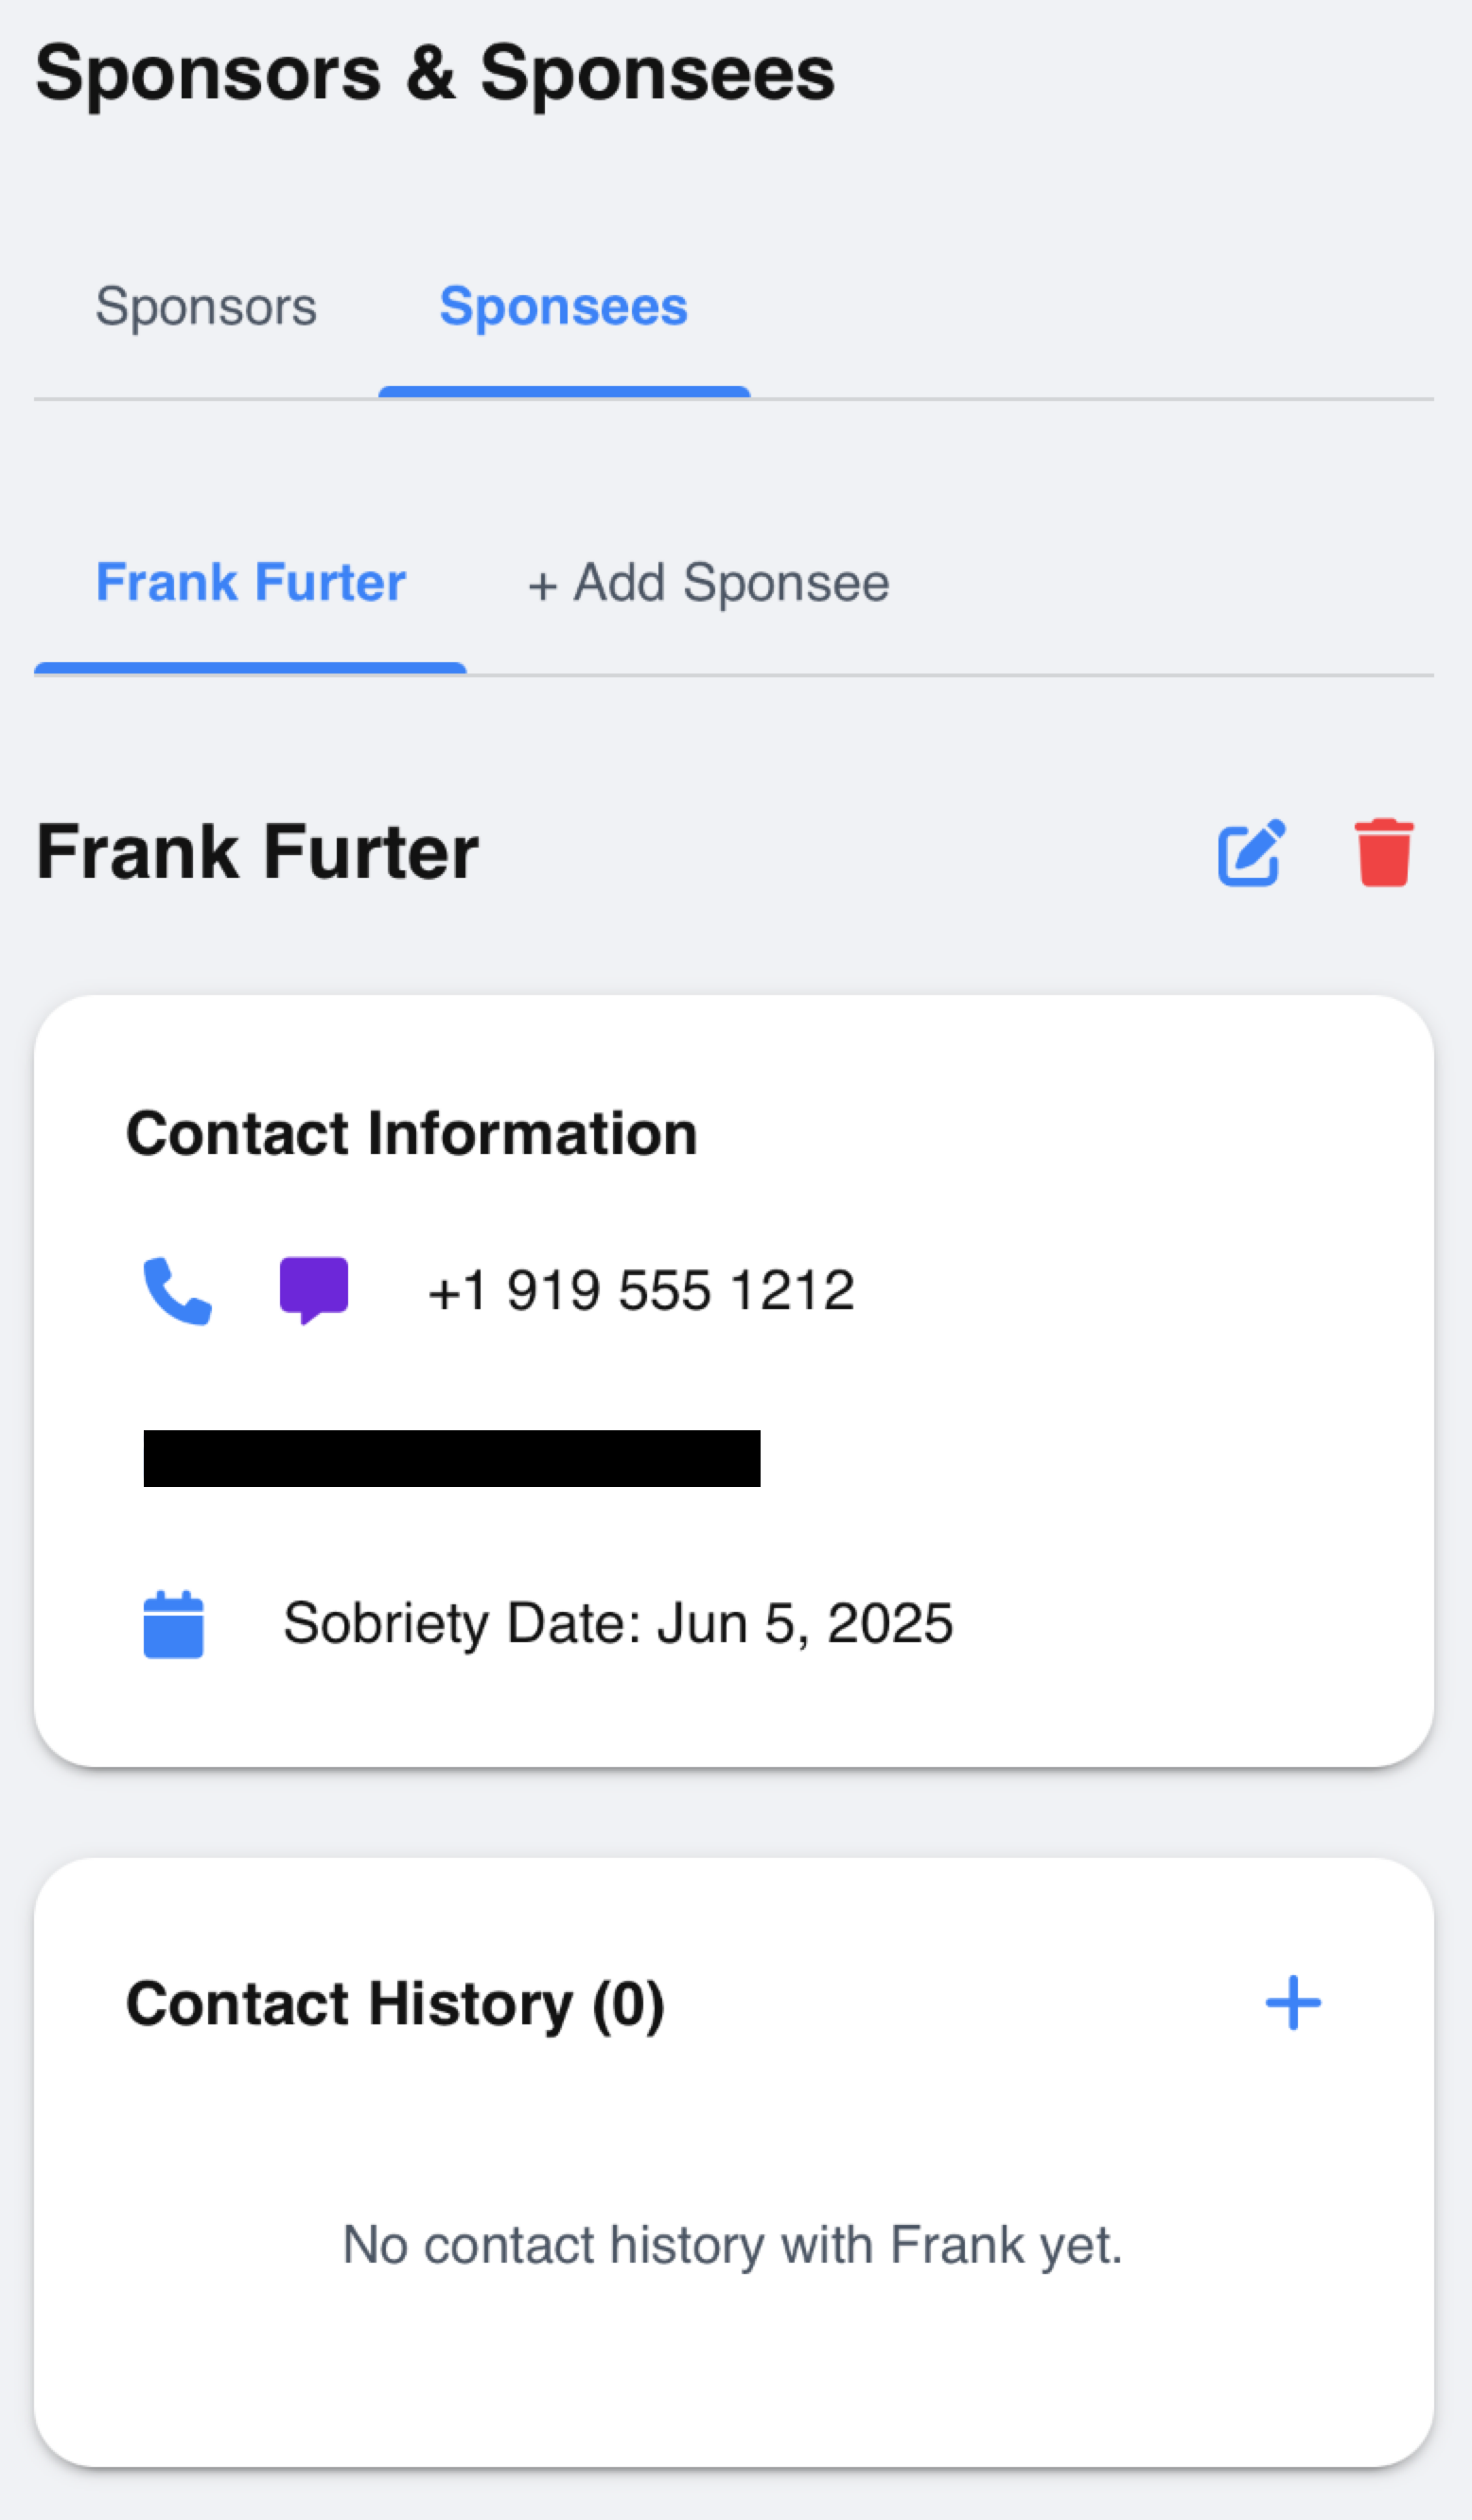 Sponsors & Sponsees
Sponsors Sponsees
Frank Furter + Add Sponsee
Frank Furter
Contact Information
+1 919 555 1212
Sobriety Date: Jun 5, 2025
Contact History (0)
No contact history with Frank yet.